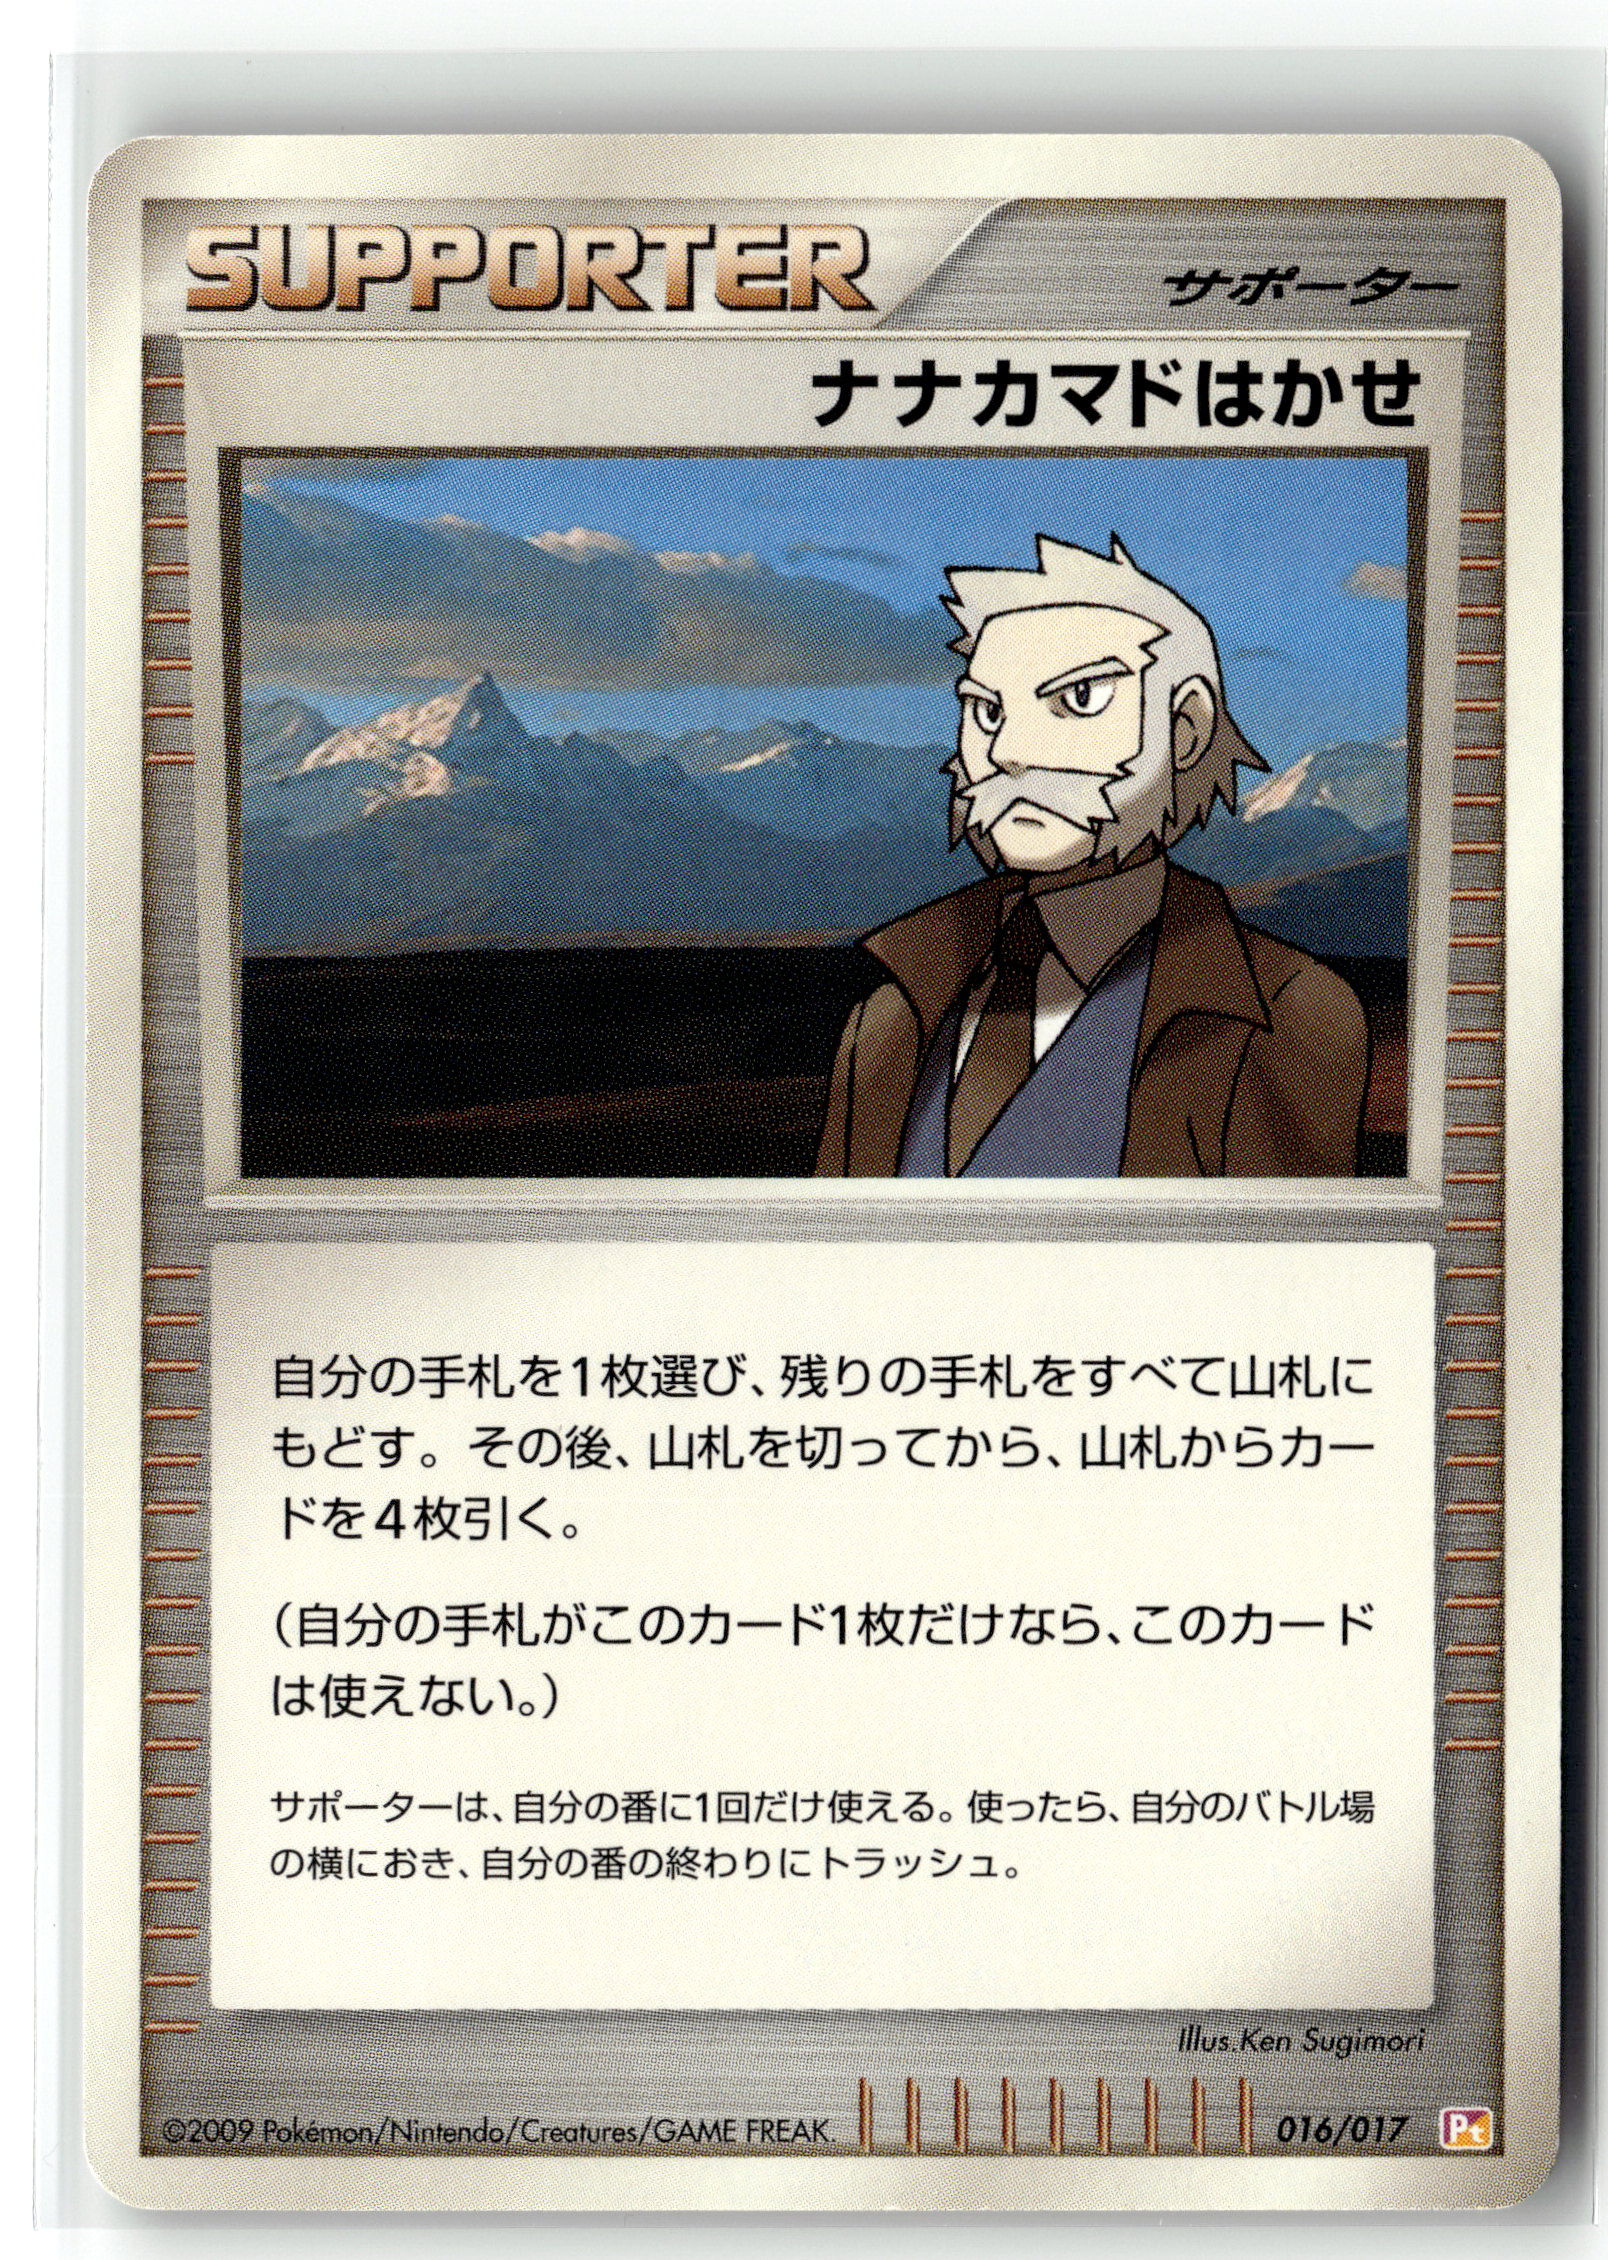 SUPPORTER
サポーター
ナナカマドはかせ
自分の手札を1枚選び、残りの手札をすべて山札に
もどす。その後、山札を切ってから、山札からカー
ドを4枚引く。
(自分の手札がこのカード1枚だけなら、このカード
は使えない。)
サポーターは、自分の番に1回だけ使える。使ったら、自分のバトル場
の横におき、自分の番の終わりにトラッシュ。
Illus.Ken Sugimori
©2009 Pokémon/Nintendo/Creatures/GAME FREAK.
016/017
Pt